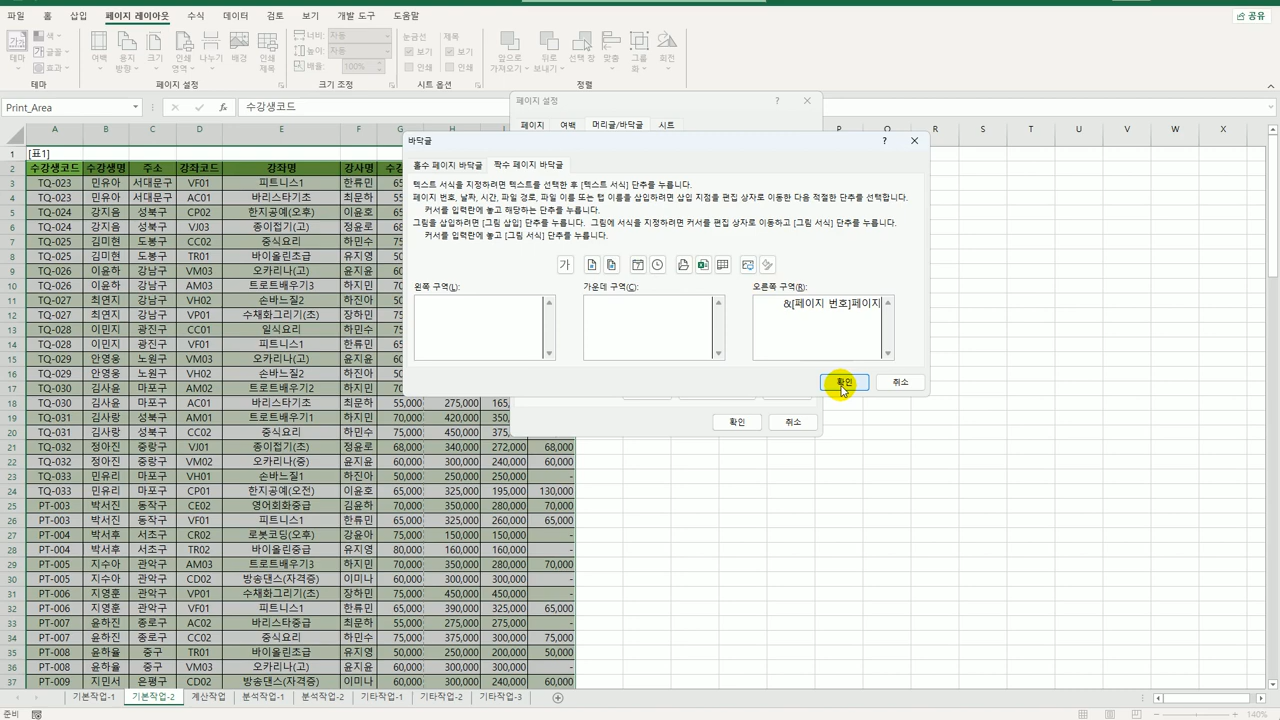 파일 홈 삽입 페이지 레이아웃 수식 데이터 검토 보기 개발 도구 도움말 공유
가가 색 글꼴 효과 테마
여백 용지 방향 크기 인쇄 영역 나누기 배경 인쇄 제목
너비: 자동
높이: 자동
배율: 100%
눈금선 제목
보기 보기
인쇄 인쇄
앞으로 가져오기 뒤로 보내기 선택 창 맞춤 그룹화 회전
테마 페이지 설정 크기 조정 시트 옵션 정렬
Print_Area fx 수강생코드
페이지 설정 ? ×
페이지 여백 머리글/바닥글 시트
확인 취소
바닥글 ? ×
홀수 페이지 바닥글 짝수 페이지 바닥글
텍스트 서식을 지정하려면 텍스트를 선택한 후 [텍스트 서식] 단추를 누릅니다.
페이지 번호, 날짜, 시간, 파일 경로, 파일 이름 또는 탭 이름을 삽입하려면 삽입 지점을 편집 상자로 이동한 다음 적절한 단추를 선택합니다.
커서를 입력란에 놓고 해당하는 단추를 누릅니다.
그림을 삽입하려면 [그림 삽입] 단추를 누릅니다. 그림에 서식을 지정하려면 커서를 편집 상자로 이동하고 [그림 서식] 단추를 누릅니다.
커서를 입력란에 놓고 [그림 서식] 단추를 누릅니다.
가
왼쪽 구역(L): 가운데 구역(C): 오른쪽 구역(R):
&[페이지 번호]페이지
확인 취소
A B C D E F G H P Q R S T U V W X
1 [표1]
2 수강생코드 수강생명 주소 강좌코드 강좌명 강사명
3 TQ-023 민유아 서대문구 VF01 피트니스1 한류민
4 TQ-023 민유아 서대문구 AC01 바리스타기초 최문하
5 TQ-024 강지음 성북구 CP02 한지공예(오후) 이윤호
6 TQ-024 강지음 성북구 VJ03 종이접기(고) 정윤로
7 TQ-025 김미현 도봉구 CC02 중식요리 하민수
8 TQ-025 김미현 도봉구 TR01 바이올린초급 유지영
9 TQ-026 이윤하 강남구 VM03 오카리나(고) 윤지윤
10 TQ-026 이윤하 강남구 AM03 트로트배우기3 하지민
11 TQ-027 최연지 강남구 VH02 손바느질2 하진아
12 TQ-027 최연지 강남구 VP01 수채화그리기(초) 장하민
13 TQ-028 이민지 광진구 CC01 일식요리 하민수
14 TQ-028 이민지 광진구 VF01 피트니스1 한류민
15 TQ-029 안영웅 노원구 VM03 오카리나(고) 윤지윤
16 TQ-029 안영웅 노원구 VH02 손바느질2 하진아
17 TQ-030 김사윤 마포구 AM02 트로트배우기2 하지민
18 TQ-030 김사윤 마포구 AC01 바리스타기초 최문하 55,000 275,000 165,
19 TQ-031 김사랑 성북구 AM01 트로트배우기1 하지민 70,000 420,000 350,
20 TQ-031 김사랑 성북구 CC02 중식요리 하민수 75,000 450,000 375,
21 TQ-032 정아진 중랑구 VJ01 종이접기(초) 정윤로 68,000 340,000 272,000 68,000
22 TQ-032 정아진 중랑구 VM02 오카리나(중) 윤지윤 60,000 300,000 240,000 60,000
23 TQ-033 민유리 마포구 VH01 손바느질1 하진아 50,000 250,000 250,000 -
24 TQ-033 민유리 마포구 CP01 한지공예(오전) 이윤호 65,000 325,000 195,000 130,000
25 PT-003 박서진 동작구 CE02 영어회화중급 김윤하 70,000 350,000 280,000 70,000
26 PT-003 박서진 동작구 VF01 피트니스1 한류민 65,000 325,000 260,000 65,000
27 PT-004 박서후 서초구 CR02 로봇코딩(오후) 강윤아 75,000 150,000 150,000 -
28 PT-004 박서후 서초구 TR02 바이올린중급 유지영 80,000 160,000 160,000 -
29 PT-005 지수아 관악구 AM03 트로트배우기3 하지민 70,000 350,000 280,000 70,000
30 PT-005 지수아 관악구 CD02 방송댄스(자격증) 이미나 60,000 300,000 300,000 -
31 PT-006 지영훈 관악구 VP01 수채화그리기(초) 장하민 75,000 450,000 450,000 -
32 PT-006 지영훈 관악구 VF01 피트니스1 한류민 65,000 390,000 325,000 65,000
33 PT-007 윤하진 종로구 AC02 바리스타중급 최문하 55,000 275,000 275,000 -
34 PT-007 윤하진 종로구 CC02 중식요리 하민수 75,000 375,000 300,000 75,000
35 PT-008 윤하율 중구 TR01 바이올린초급 유지영 50,000 250,000 200,000 50,000
36 PT-008 윤하율 중구 VM03 오카리나(고) 윤지윤 60,000 300,000 300,000 -
37 PT-009 지민서 은평구 CD02 방송댄스(자격증) 이미나 60,000 300,000 240,000 60,000
기본작업-1 기본작업-2 계산작업 분석작업-1 분석작업-2 기타작업-1 기타작업-2 기타작업-3
준비 140%